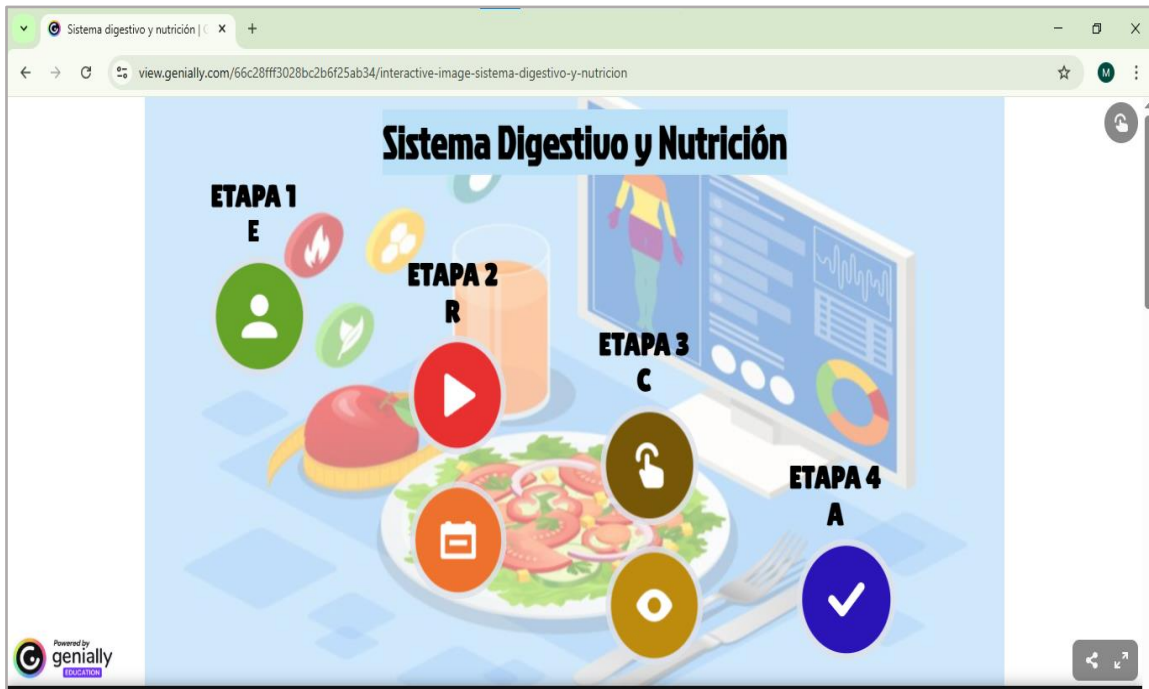 Sistema digestivo y nutrición |
view.genially.com/66c28fff3028bc2b6f25ab34/interactive-image-sistema-digestivo-y-nutricion
M
Sistema Digestivo y Nutrición
ETAPA 1
E
ETAPA 2
R
ETAPA 3
C
ETAPA 4
A
Powered by
genially
EDUCATION